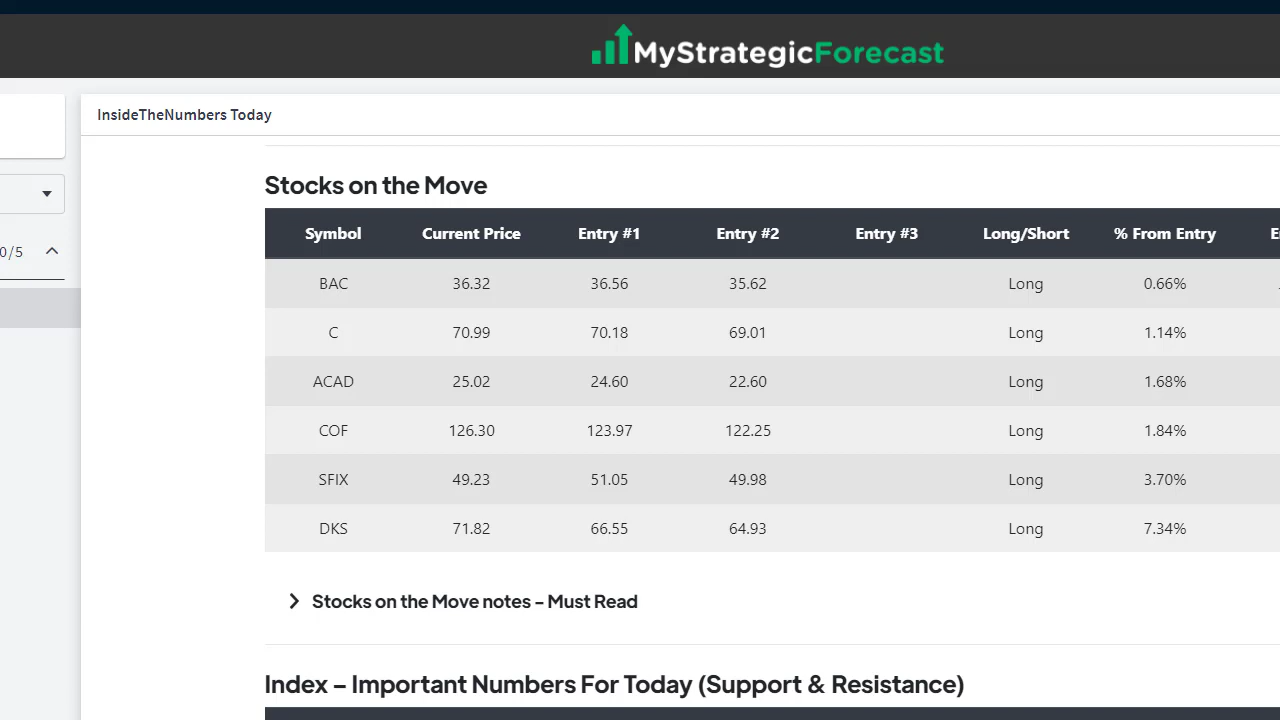 MyStrategicForecast
InsideTheNumbers Today
0/5
Stocks on the Move
Symbol Current Price Entry #1 Entry #2 Entry #3 Long/Short % From Entry E
BAC 36.32 36.56 35.62 Long 0.66%
C 70.99 70.18 69.01 Long 1.14%
ACAD 25.02 24.60 22.60 Long 1.68%
COF 126.30 123.97 122.25 Long 1.84%
SFIX 49.23 51.05 49.98 Long 3.70%
DKS 71.82 66.55 64.93 Long 7.34%
Stocks on the Move notes – Must Read
Index – Important Numbers For Today (Support & Resistance)